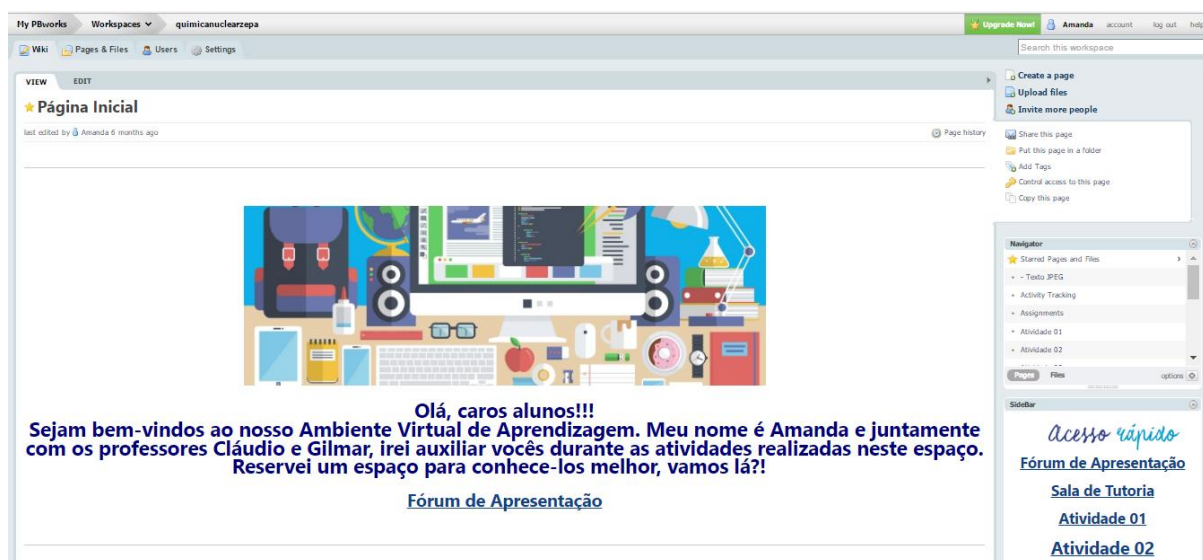 My PBworks Workspaces quimicanuclearzepa Upgrade Now! Amanda account log out help
Wiki Pages & Files Users Settings Search this workspace
VIEW EDIT
Página Inicial
last edited by Amanda 6 months ago Page history
Olá, caros alunos!!!
Sejam bem-vindos ao nosso Ambiente Virtual de Aprendizagem. Meu nome é Amanda e juntamente
com os professores Cláudio e Gilmar, irei auxiliar vocês durante as atividades realizadas neste espaço.
Reservei um espaço para conhece-los melhor, vamos lá?!
Fórum de Apresentação
Create a page
Upload files
Invite more people
Share this page
Put this page in a folder
Add Tags
Control access to this page
Copy this page
Navigator
Starred Pages and Files
- Texto JPEG
Activity Tracking
Assignments
Atividade 01
Atividade 02
Pages Files options
SideBar
acesso rápido
Fórum de Apresentação
Sala de Tutoria
Atividade 01
Atividade 02